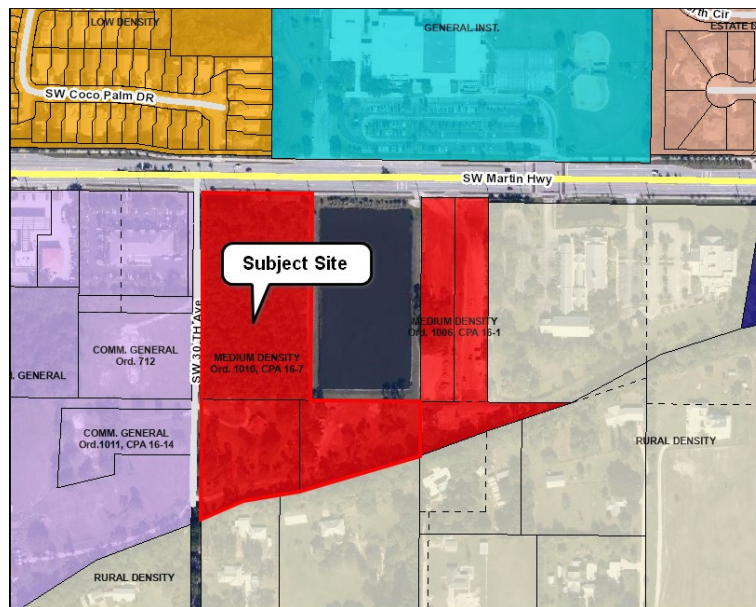 LOW DENSITY
GENERAL INST.
rth Cir
ESTATE
SW Coco Palm DR
SW Martin Hwy
Subject Site
SW 30 TH Ave
MEDIUM DENSITY
Ord. 1006, CPA 16-1
COMM. GENERAL
Ord. 712
MEDIUM DENSITY
Ord. 1010, CPA 16-7
M. GENERAL
COMM. GENERAL
Ord.1011, CPA 16-14
RURAL DENSITY
RURAL DENSITY